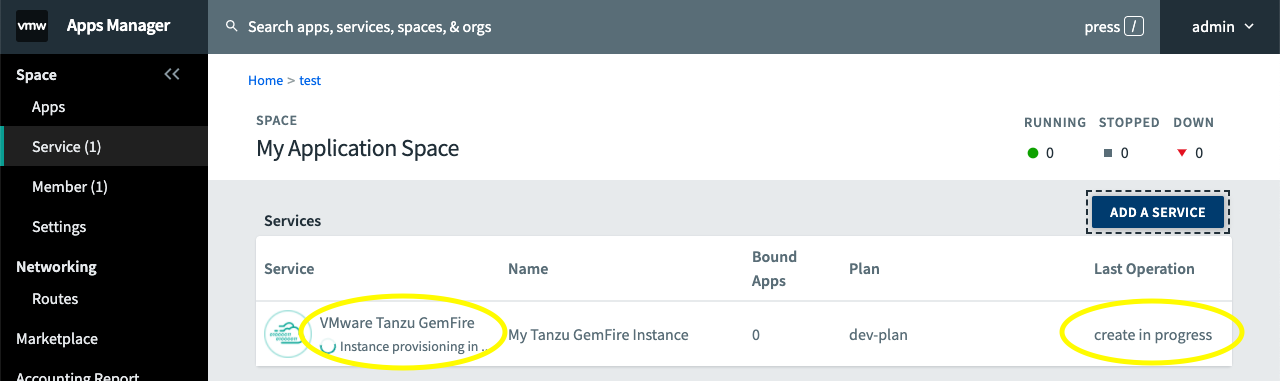 vmw Apps Manager
Search apps, services, spaces, & orgs
press /
admin
Space
Apps
Service (1)
Member (1)
Settings
Networking
Routes
Marketplace
Accounting Report
Home > test
SPACE
My Application Space
RUNNING STOPPED DOWN
0 0 0
Services
ADD A SERVICE
Service Name Bound Apps Plan Last Operation
VMware Tanzu GemFire
Instance provisioning in ..
My Tanzu GemFire Instance 0 dev-plan create in progress